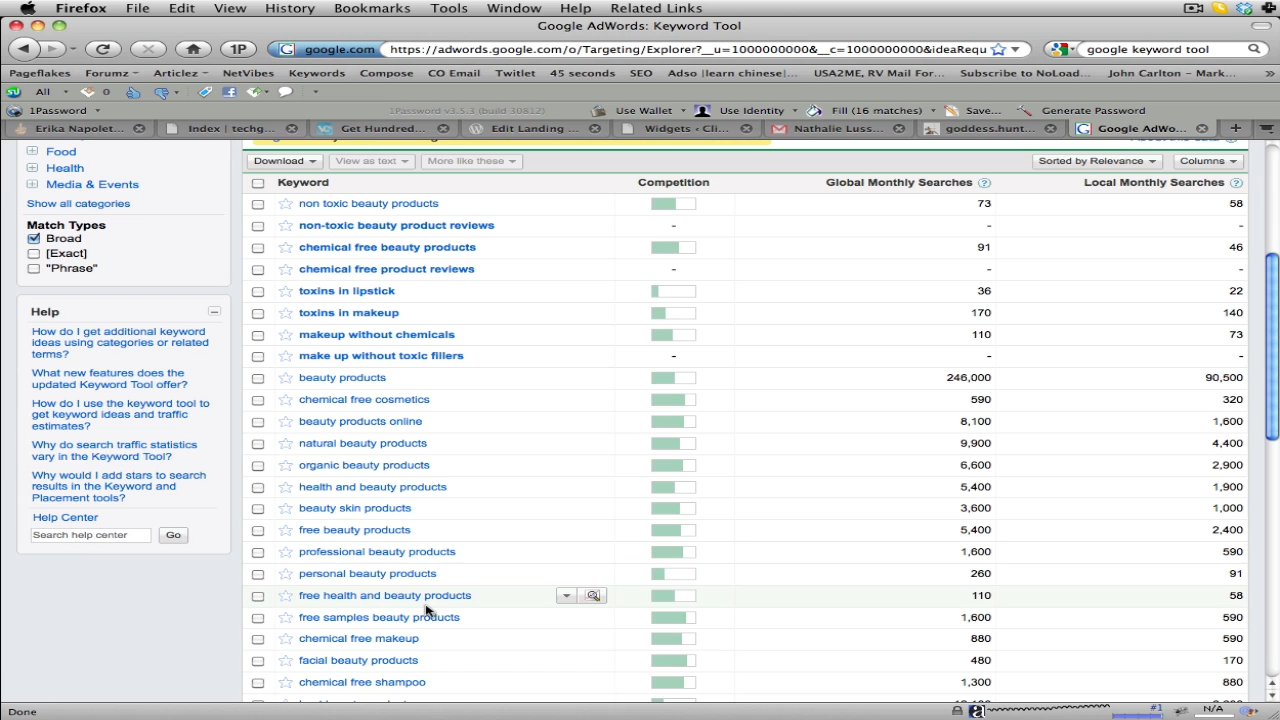 Firefox File Edit View History Bookmarks Tools Window Help Related Links
Google AdWords: Keyword Tool
1P google.com https://adwords.google.com/o/Targeting/Explorer?__u=1000000000&__c=1000000000&ideaRequ google keyword tool
Pageflakes Forumz Articlez NetVibes Keywords Compose CO Email Twitlet 45 seconds SEO Adso |learn chinese|... USA2ME, RV Mail For... Subscribe to NoLoad... John Carlton - Mark... »
All 0
1Password 1Password v3.5.3 (build 30812) Use Wallet Use Identity Fill (16 matches) Save... Generate Password
Erika Napolet... Index | techg... Get Hundred... Edit Landing ... Widgets < Cli... Nathalie Luss... goddess.hunt... Google AdWo...
Food
Health
Media & Events
Show all categories
Match Types
Broad
[Exact]
"Phrase"
Help
How do I get additional keyword
ideas using categories or related
terms?
What new features does the
updated Keyword Tool offer?
How do I use the keyword tool to
get keyword ideas and traffic
estimates?
Why do search traffic statistics
vary in the Keyword Tool?
Why would I add stars to search
results in the Keyword and
Placement tools?
Help Center
Search help center Go
Download View as text More like these Sorted by Relevance Columns
Keyword Competition Global Monthly Searches ? Local Monthly Searches ?
non toxic beauty products 73 58
non-toxic beauty product reviews - - -
chemical free beauty products 91 46
chemical free product reviews - - -
toxins in lipstick 36 22
toxins in makeup 170 140
makeup without chemicals 110 73
make up without toxic fillers - - -
beauty products 246,000 90,500
chemical free cosmetics 590 320
beauty products online 8,100 1,600
natural beauty products 9,900 4,400
organic beauty products 6,600 2,900
health and beauty products 5,400 1,900
beauty skin products 3,600 1,000
free beauty products 5,400 2,400
professional beauty products 1,600 590
personal beauty products 260 91
free health and beauty products 110 58
free samples beauty products 1,600 590
chemical free makeup 880 590
facial beauty products 480 170
chemical free shampoo 1,300 880
Done #1 N/A